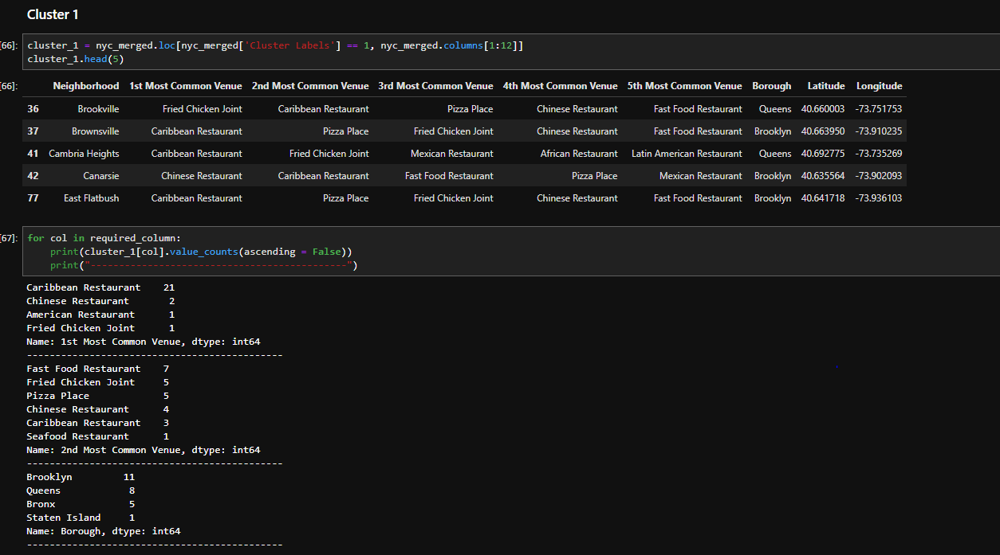 Cluster 1
[66]: cluster_1 = nyc_merged.loc[nyc_merged['Cluster Labels'] == 1, nyc_merged.columns[1:12]]
cluster_1.head(5)
[66]: Neighborhood 1st Most Common Venue 2nd Most Common Venue 3rd Most Common Venue 4th Most Common Venue 5th Most Common Venue Borough Latitude Longitude
36 Brookville Fried Chicken Joint Caribbean Restaurant Pizza Place Chinese Restaurant Fast Food Restaurant Queens 40.660003 -73.751753
37 Brownsville Caribbean Restaurant Pizza Place Fried Chicken Joint Chinese Restaurant Fast Food Restaurant Brooklyn 40.663950 -73.910235
41 Cambria Heights Caribbean Restaurant Fried Chicken Joint Mexican Restaurant African Restaurant Latin American Restaurant Queens 40.692775 -73.735269
42 Canarsie Chinese Restaurant Caribbean Restaurant Fast Food Restaurant Pizza Place Mexican Restaurant Brooklyn 40.635564 -73.902093
77 East Flatbush Caribbean Restaurant Pizza Place Fried Chicken Joint Chinese Restaurant Fast Food Restaurant Brooklyn 40.641718 -73.936103
[67]: for col in required_column:
print(cluster_1[col].value_counts(ascending = False))
print("---------------------------------------------")
Caribbean Restaurant 21
Chinese Restaurant 2
American Restaurant 1
Fried Chicken Joint 1
Name: 1st Most Common Venue, dtype: int64
---------------------------------------------
Fast Food Restaurant 7
Fried Chicken Joint 5
Pizza Place 5
Chinese Restaurant 4
Caribbean Restaurant 3
Seafood Restaurant 1
Name: 2nd Most Common Venue, dtype: int64
---------------------------------------------
Brooklyn 11
Queens 8
Bronx 5
Staten Island 1
Name: Borough, dtype: int64
---------------------------------------------